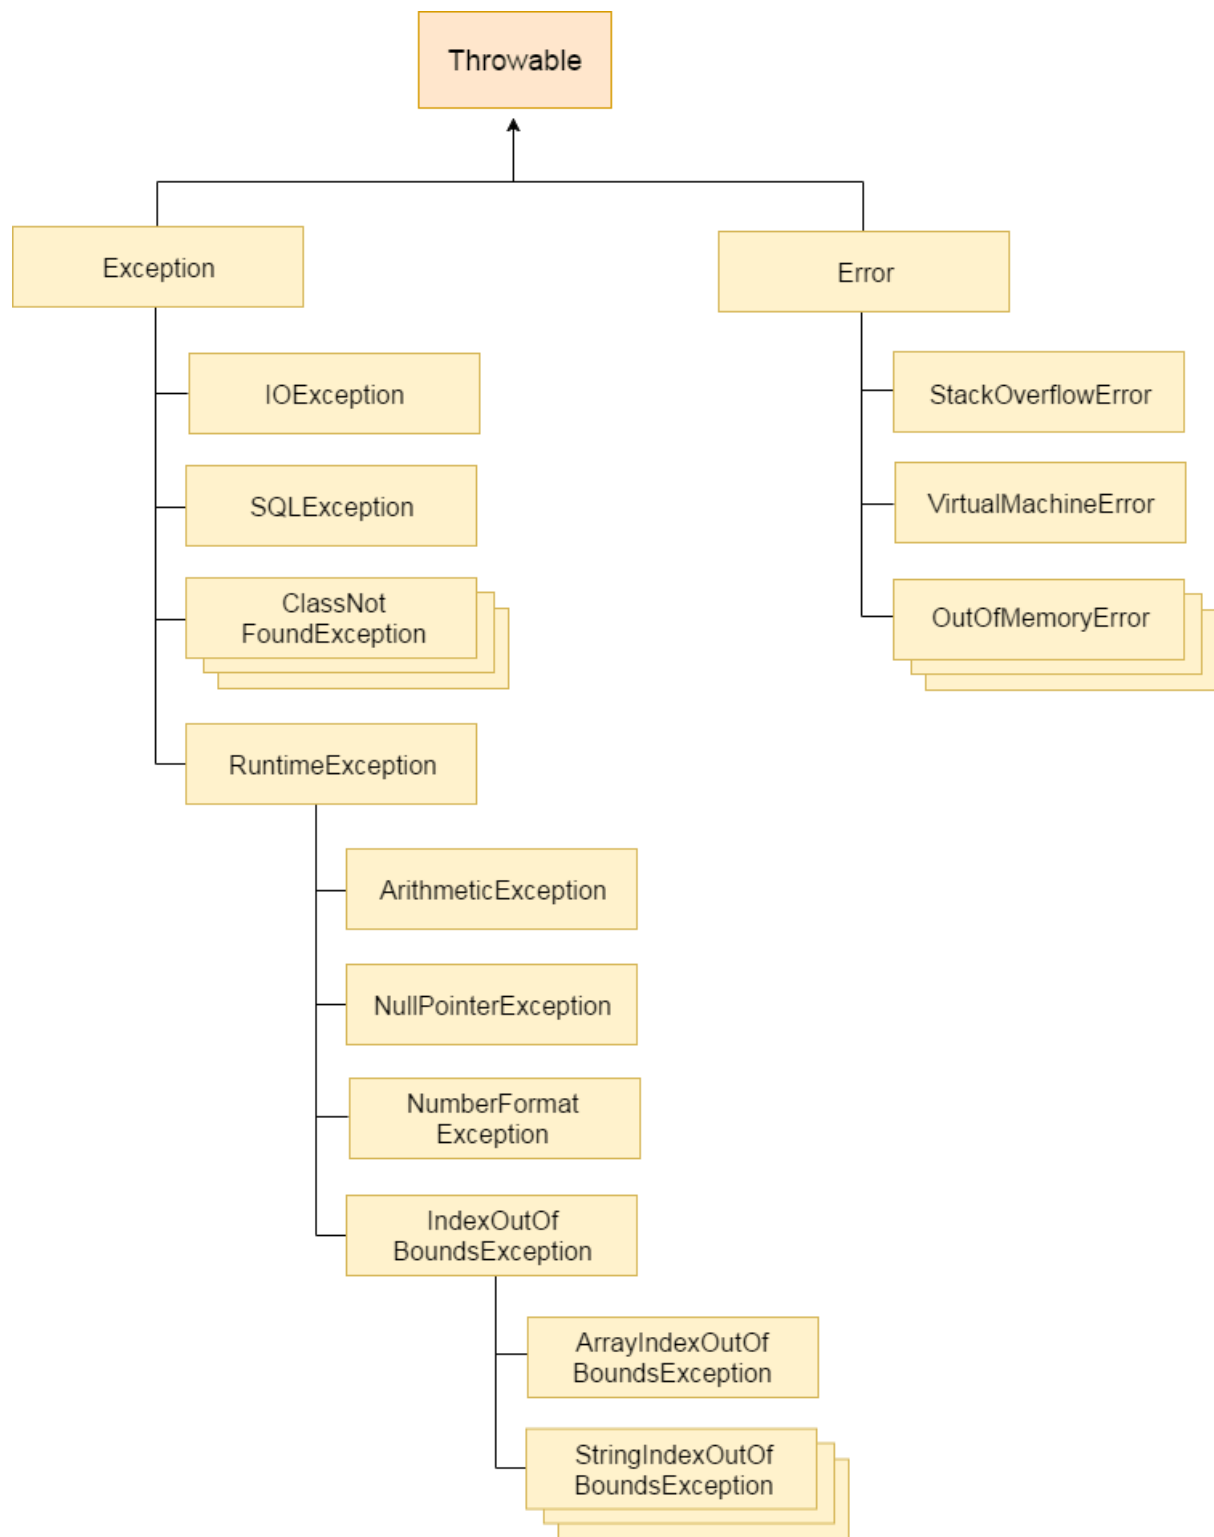 Throwable
Exception
Error
IOException
StackOverflowError
SQLException
VirtualMachineError
ClassNot
FoundException
OutOfMemoryError
RuntimeException
ArithmeticException
NullPointerException
NumberFormat
Exception
IndexOutOf
BoundsException
ArrayIndexOutOf
BoundsException
StringIndexOutOf
BoundsException